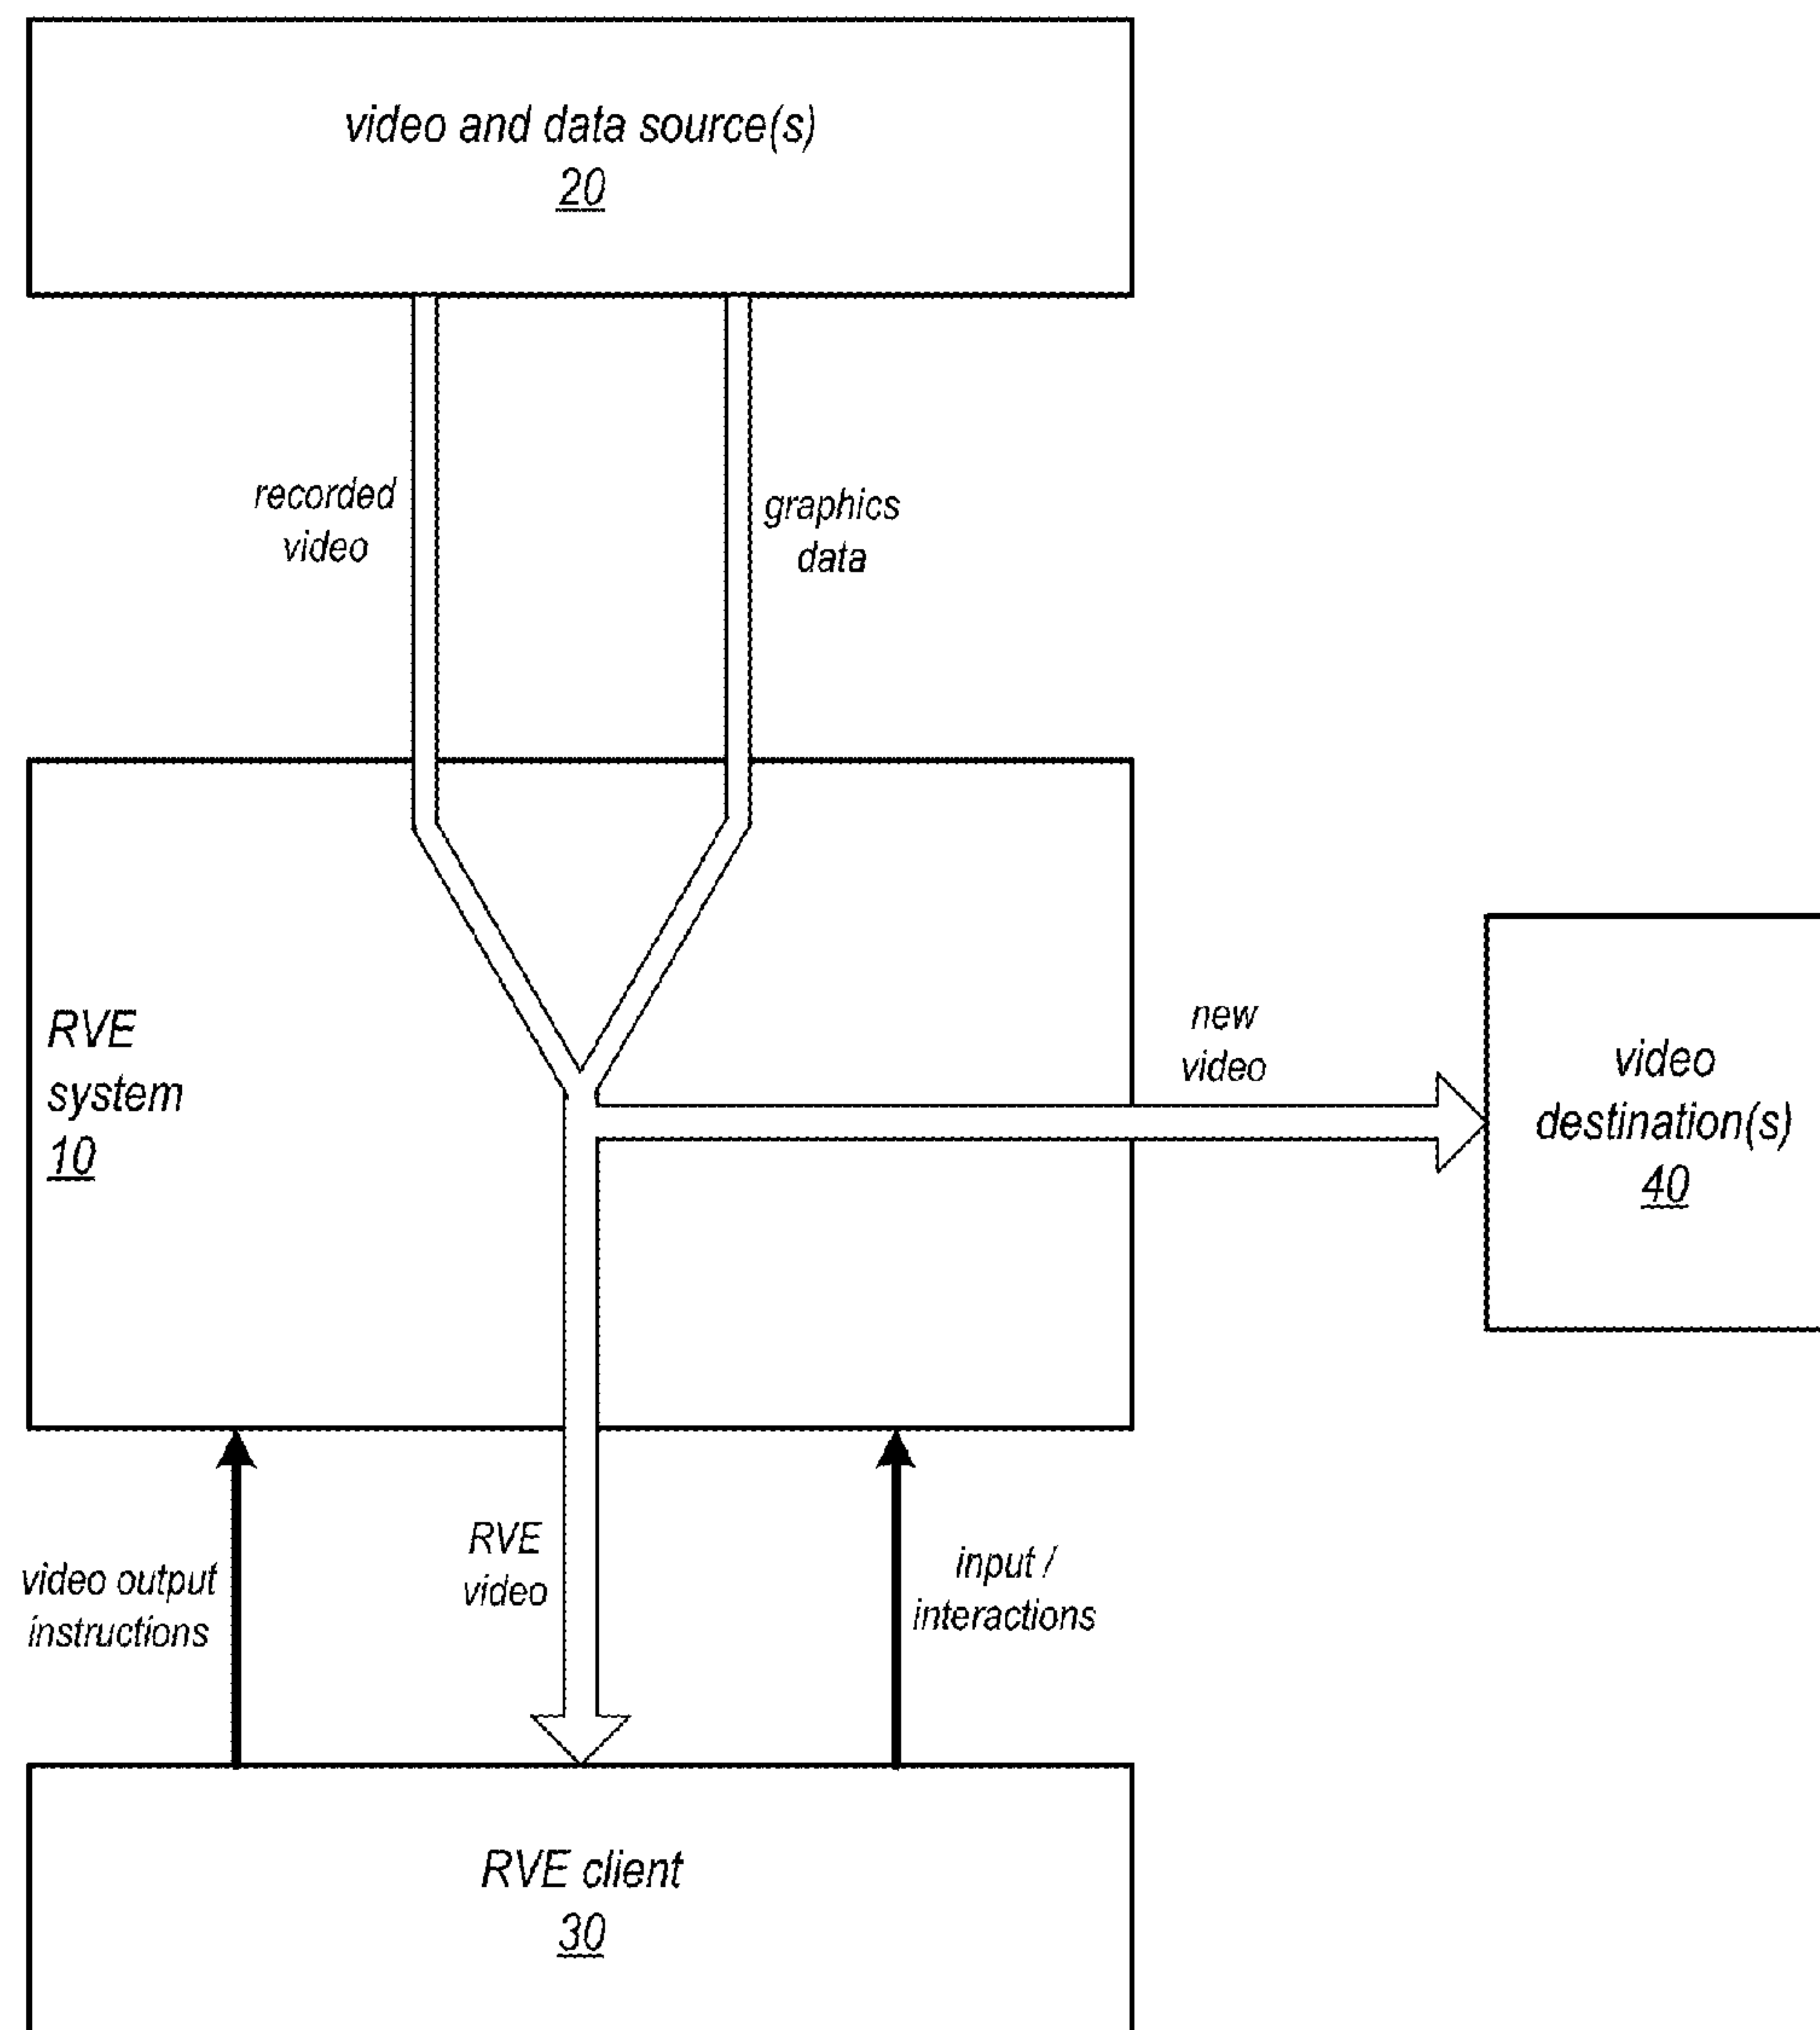 video and data source(s)
20
recorded
video
graphics
data
RVE
system
10
new
video
video
destination(s)
40
video output
instructions
RVE
video
input /
interactions
RVE client
30